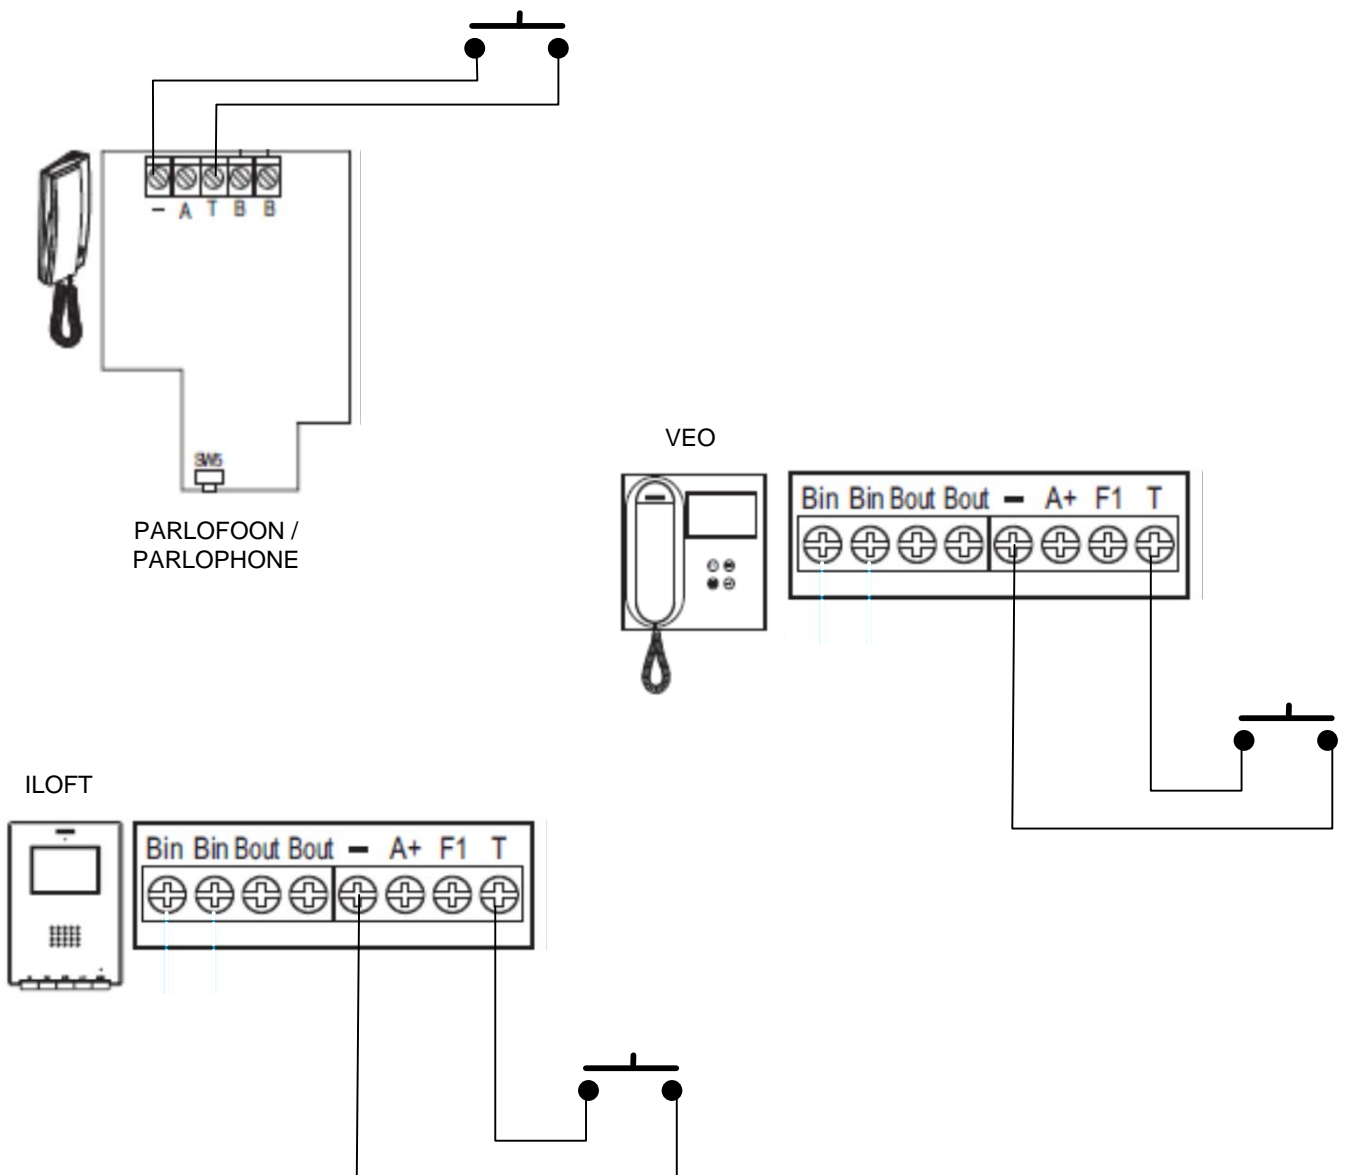 – A T B B
SW5
PARLOFOON /
PARLOPHONE
VEO
Bin Bin Bout Bout – A+ F1 T
ILOFT
Bin Bin Bout Bout – A+ F1 T